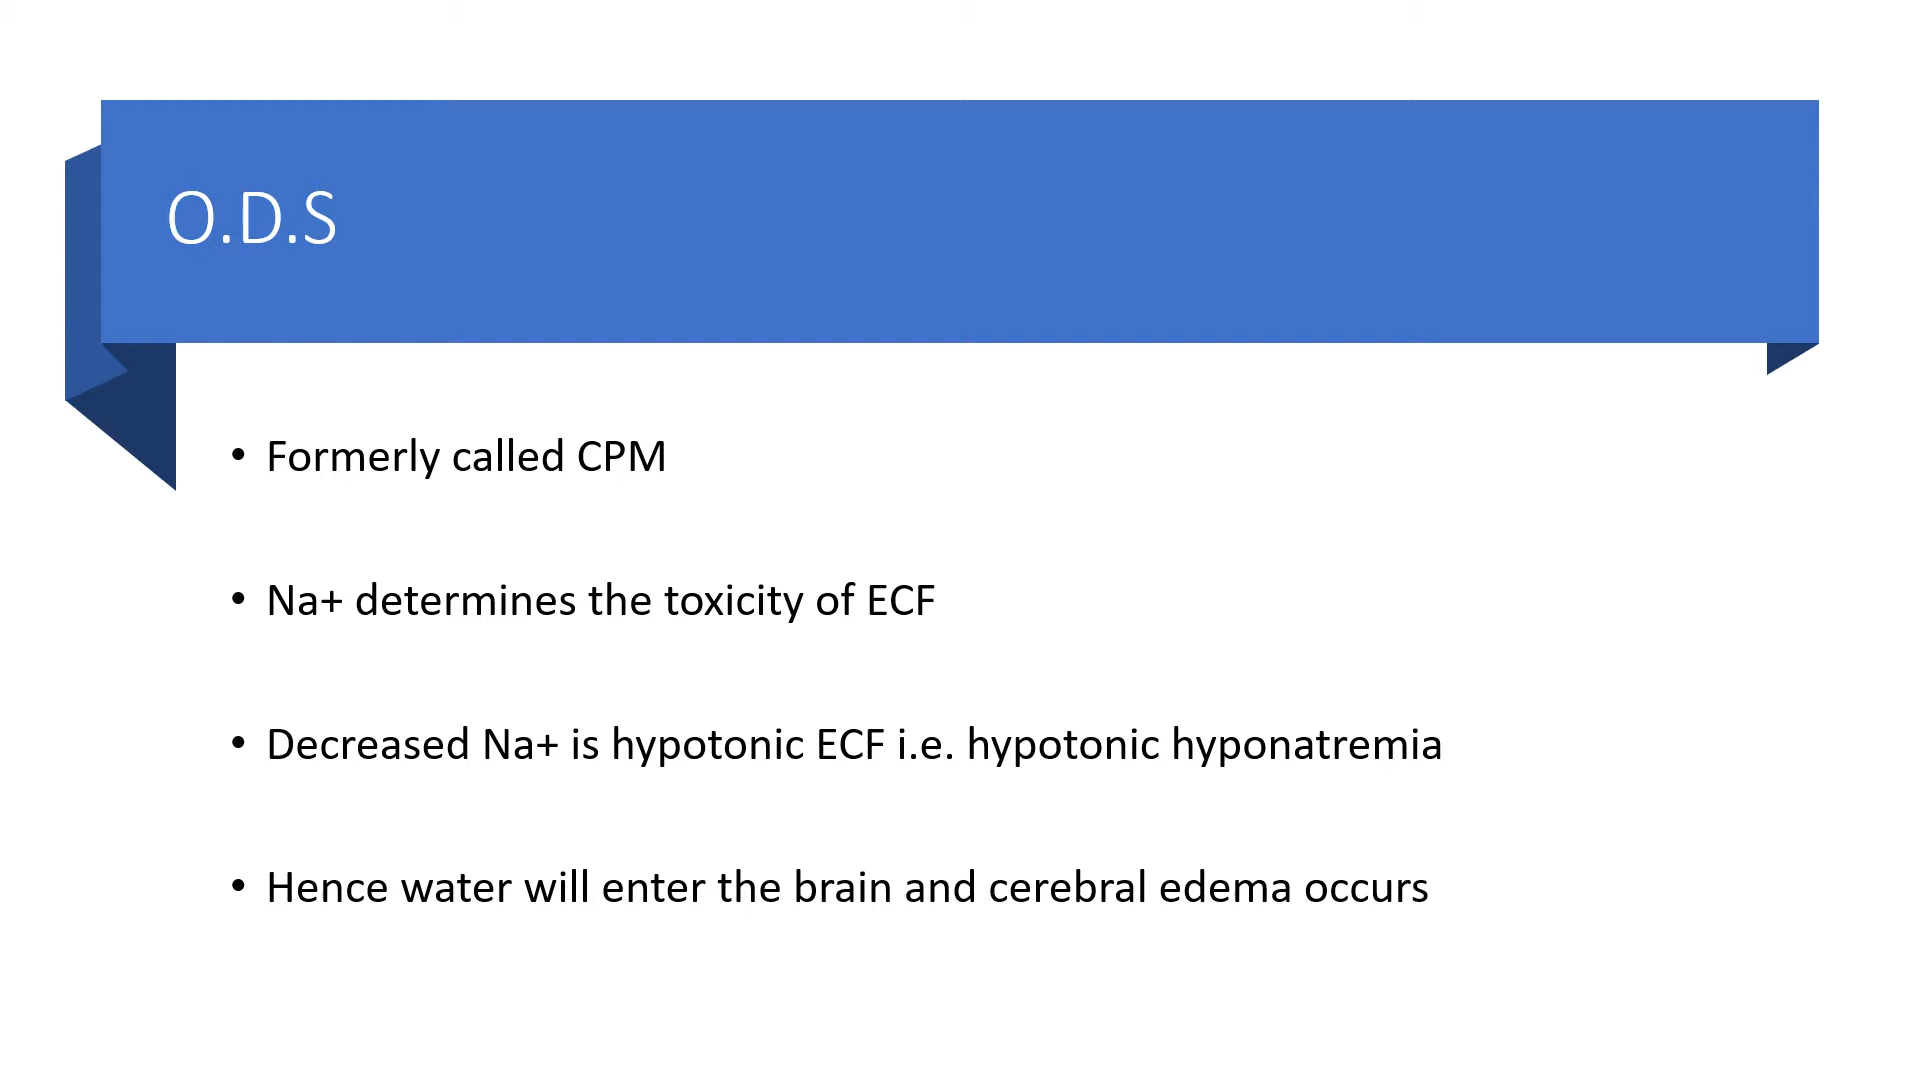 O.D.S
• Formerly called CPM
• Na+ determines the toxicity of ECF
• Decreased Na+ is hypotonic ECF i.e. hypotonic hyponatremia
• Hence water will enter the brain and cerebral edema occurs